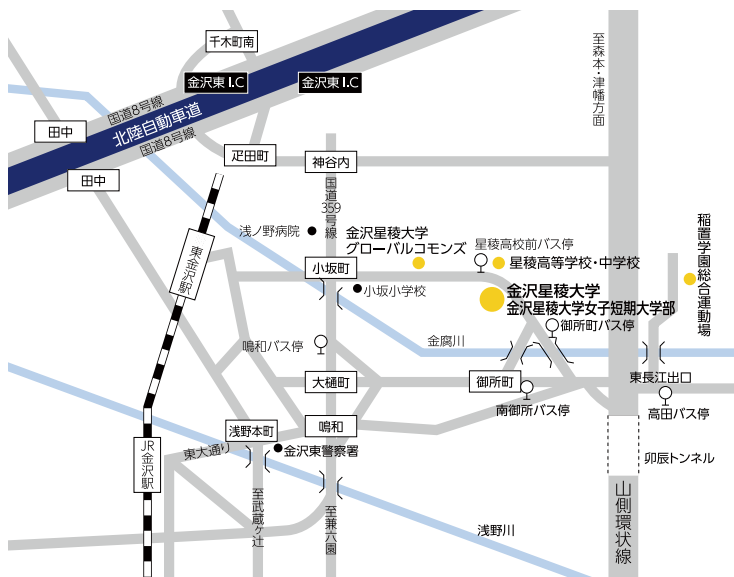 千木町南
金沢東I.C
金沢東I.C
国道8号線
北陸自動車道
国道8号線
田中
田中
疋田町
神谷内
国道359号線
至森本・津幡方面
浅ノ野病院
金沢星稜大学
グローバルコモンズ
星稜高校前バス停
星稜高等学校・中学校
稲置学園総合運動場
東金沢駅
小坂町
小坂小学校
金沢星稜大学
金沢星稜大学女子短期大学部
御所町バス停
鳴和バス停
金腐川
大樋町
御所町
東長江出口
南御所バス停
高田バス停
浅野本町
鳴和
東大通り
金沢東警察署
JR金沢駅
卯辰トンネル
至武蔵ヶ辻
至兼六園
浅野川
山側環状線